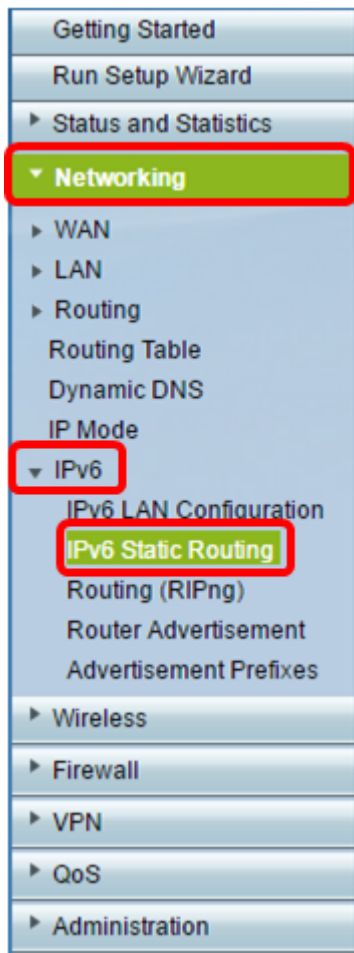 Getting Started
Run Setup Wizard
Status and Statistics
Networking
WAN
LAN
Routing
Routing Table
Dynamic DNS
IP Mode
IPv6
IPv6 LAN Configuration
IPv6 Static Routing
Routing (RIPng)
Router Advertisement
Advertisement Prefixes
Wireless
Firewall
VPN
QoS
Administration